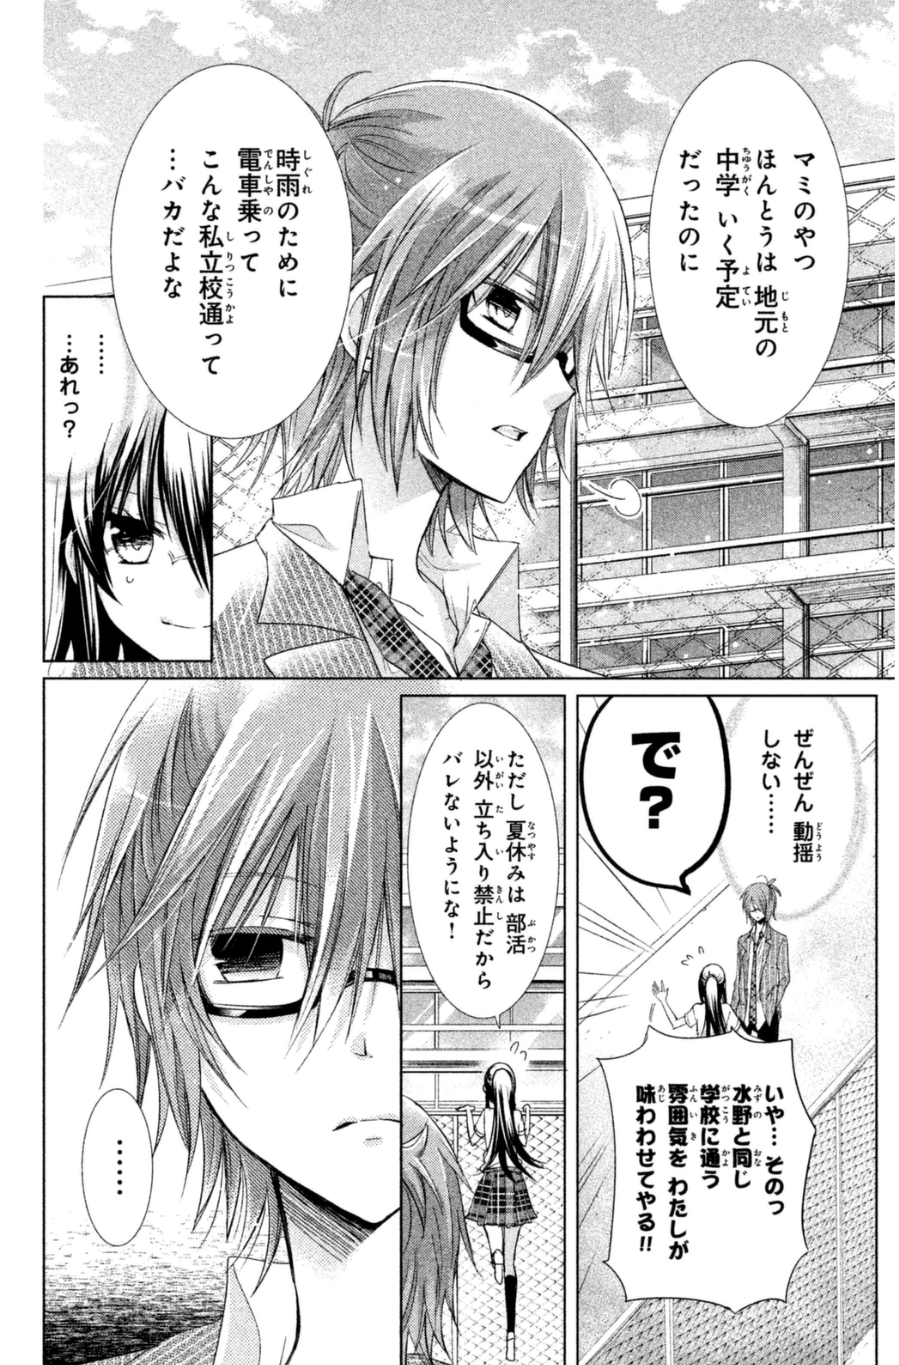 マミのやつ
ほんとうは 地元の
中学 いく予定
だったのに
時雨のために
電車乗って
こんな私立校通って
…バカだよな
……
…あれっ?
ぜんぜん 動揺
しない……
で?
いや… そのっ
水野と同じ
学校に通う
雰囲気を わたしが
味わわせてやる!!
ただし 夏休みは 部活
以外 立ち入り禁止だから
バレないようにな!
……